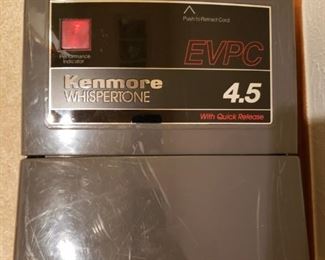 Push to Retract Cord
Performance
Indicator
EVPC
Kenmore
WHISPERTONE
4.5
With Quick Release